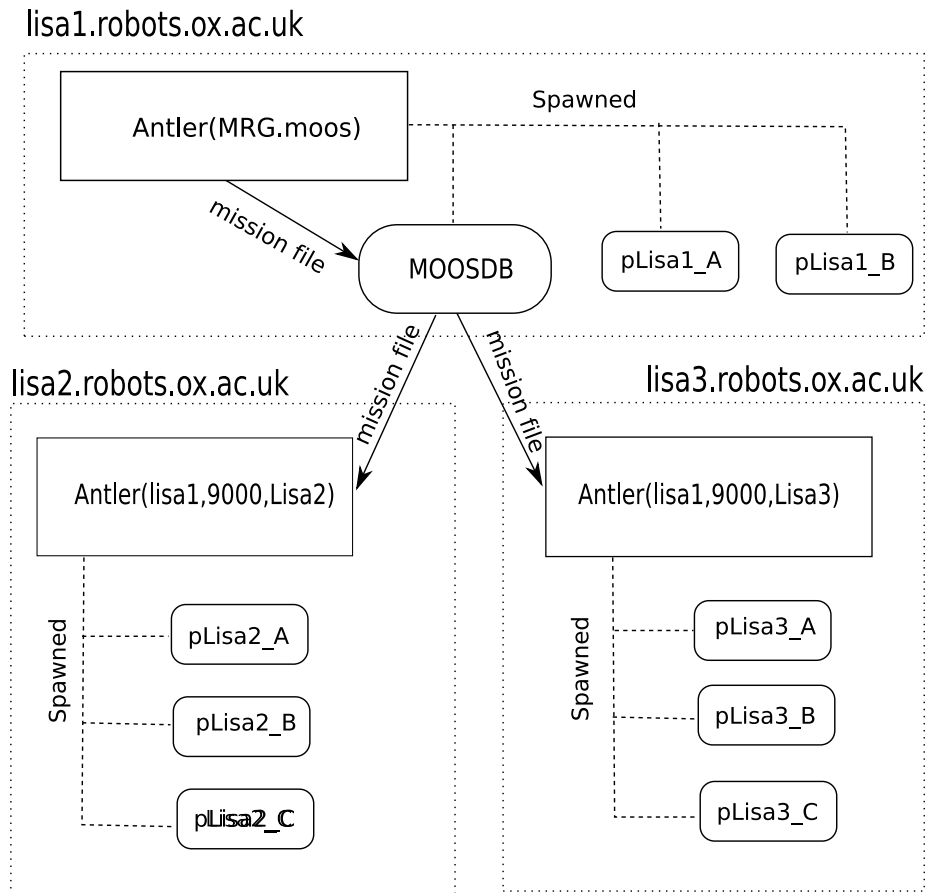 lisa1.robots.ox.ac.uk
Antler(MRG.moos)
Spawned
mission file
MOOSDB
pLisa1_A
pLisa1_B
mission file
mission file
lisa2.robots.ox.ac.uk
lisa3.robots.ox.ac.uk
Antler(lisa1,9000,Lisa2)
Antler(lisa1,9000,Lisa3)
Spawned
pLisa2_A
pLisa2_B
pLisa2_C
Spawned
pLisa3_A
pLisa3_B
pLisa3_C